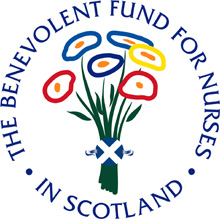 · THE BENEVOLENT FUND FOR NURSES ·
IN SCOTLAND